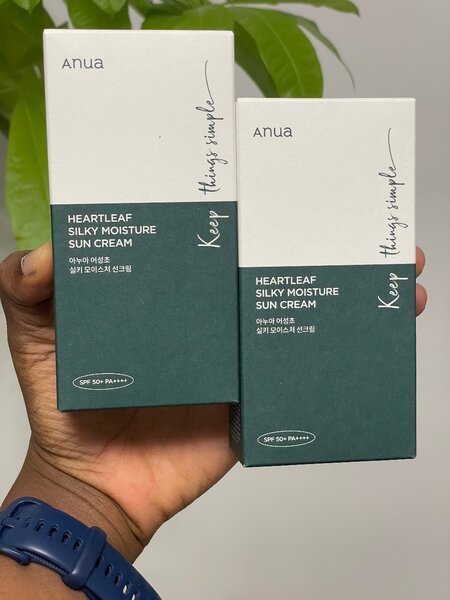 Anua
Keep things simple
HEARTLEAF
SILKY MOISTURE
SUN CREAM
아누아 어성초
실키 모이스처 선크림
SPF 50+ PA++++
Anua
Keep things simple
HEARTLEAF
SILKY MOISTURE
SUN CREAM
아누아 어성초
실키 모이스처 선크림
SPF 50+ PA++++